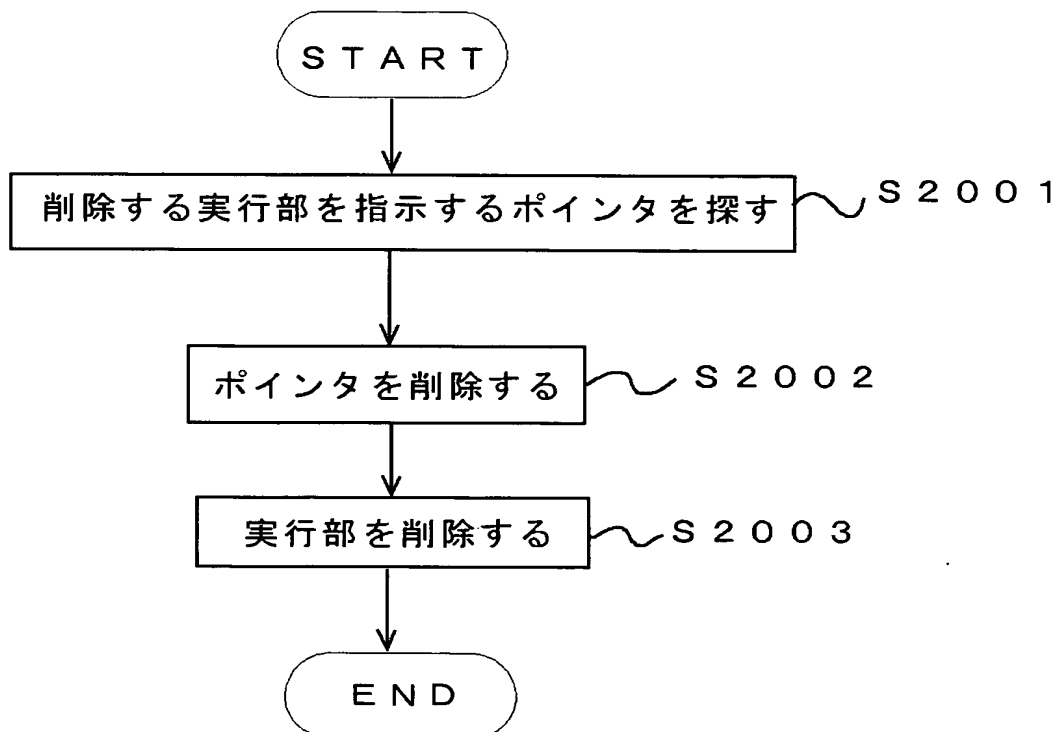 ＳＴＡＲＴ
削除する実行部を指示するポインタを探す
Ｓ２００１
ポインタを削除する
Ｓ２００２
実行部を削除する
Ｓ２００３
ＥＮＤ